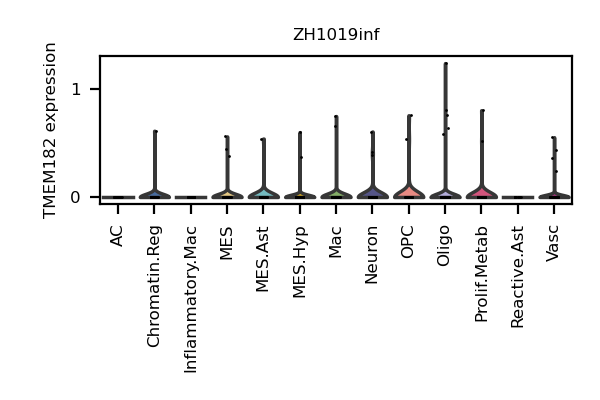 ZH1019inf
TMEM182 expression
1
0
AC
Chromatin.Reg
Inflammatory.Mac
MES
MES.Ast
MES.Hyp
Mac
Neuron
OPC
Oligo
Prolif.Metab
Reactive.Ast
Vasc